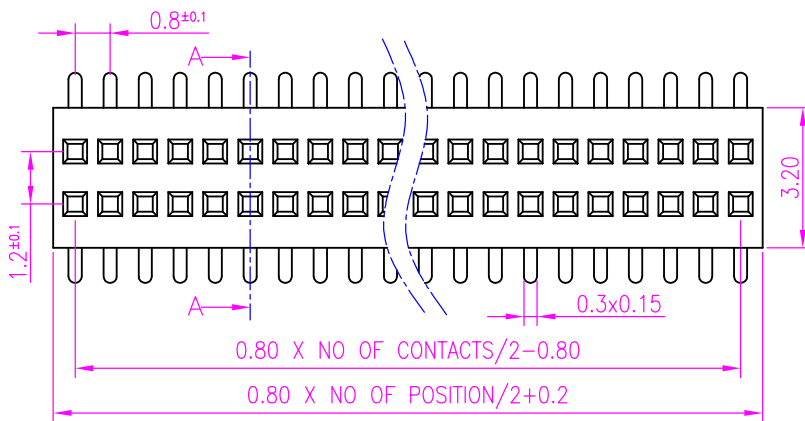 0.8±0.1
A
1.2±0.1
3.20
A
0.3x0.15
0.80 X NO OF CONTACTS/2-0.80
0.80 X NO OF POSITION/2+0.2